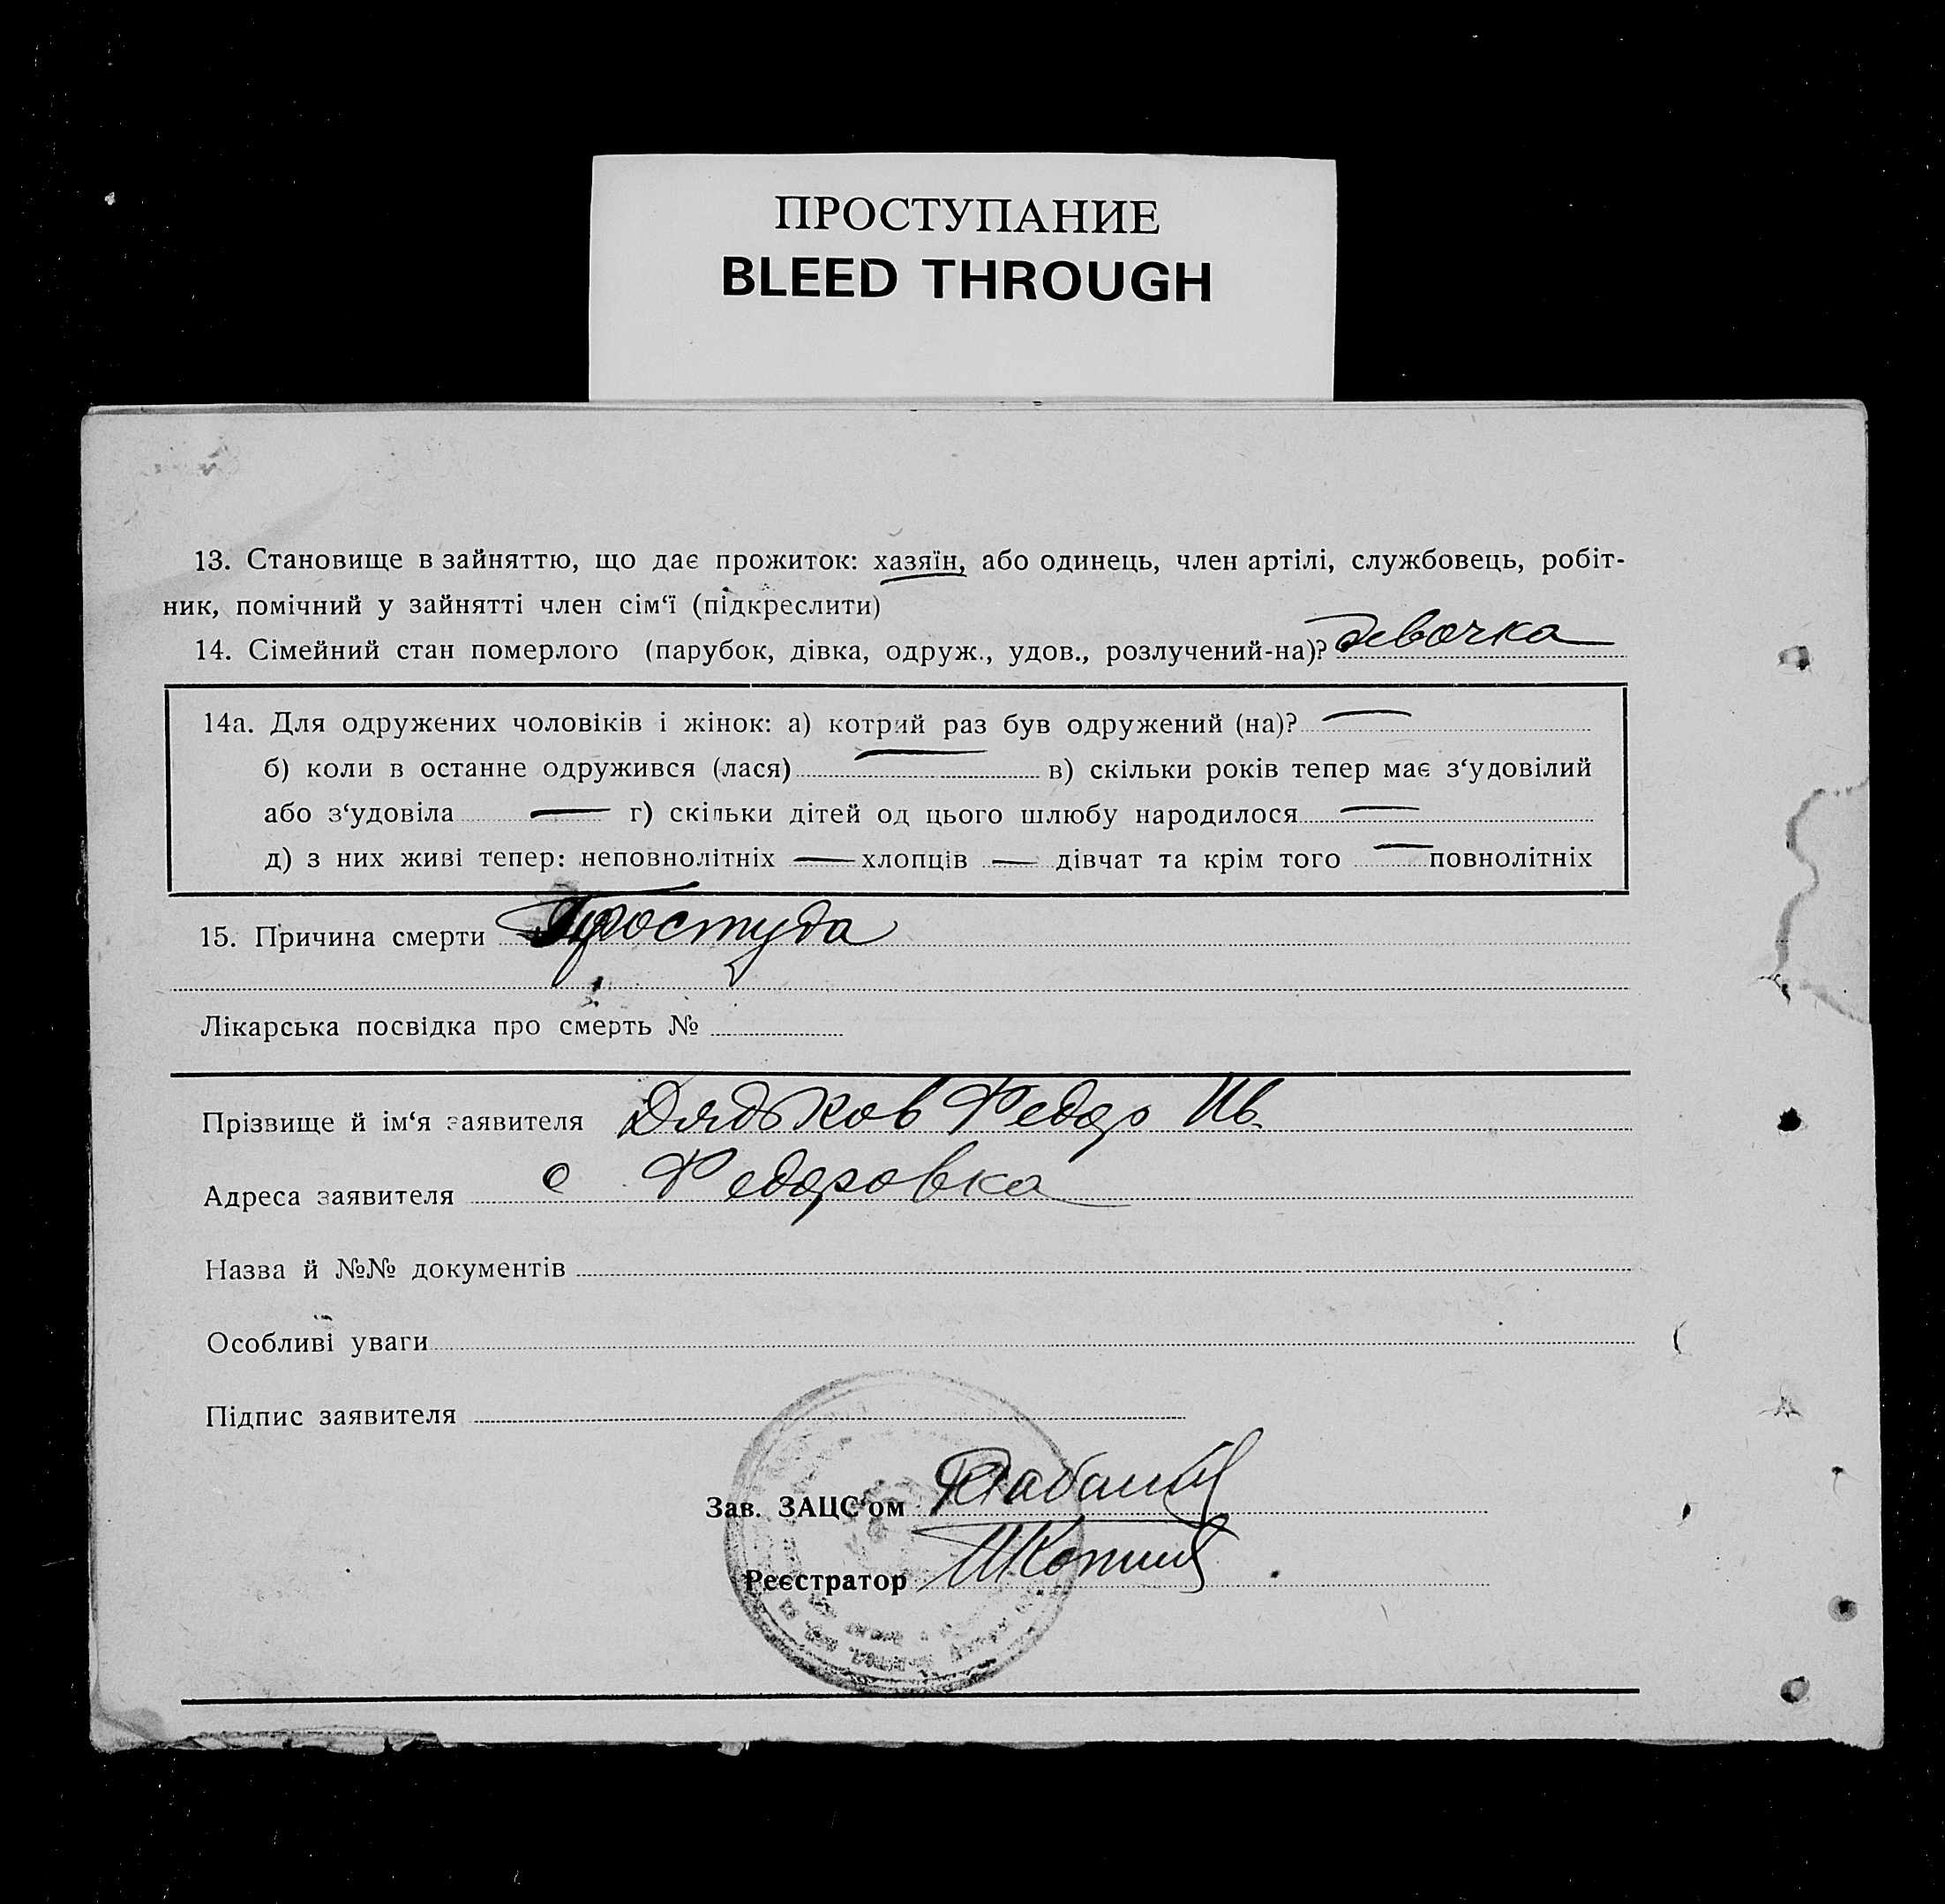 ПРОСТУПАНИЕ
BLEED THROUGH
13. Становище в зайняттю, що дає прожиток: хазяїн, або одинець, член артілі, службовець, робіт-
ник, помічний у зайнятті член сім‘ї (підкреслити)
14. Сімейний стан померлого (парубок, дівка, одруж., удов., розлучений-на)? девочка
14а. Для одружених чоловіків і жінок: а) котрий раз був одружений (на)? —
б) коли в останне одружився (лася) — в) скільки років тепер має з‘удовілий
або з‘удовіла — г) скільки дітей од цього шлюбу народилося —
д) з них живі тепер: неповнолітніх — хлопців — дівчат та крім того — повнолітніх
15. Причина смерти Простуда
Лікарська посвідка про смерть №
Прізвище й ім‘я заявителя Дядьков Федор Ив.
Адреса заявителя с Федоровка
Назва й №№ документів
Особливі уваги
Підпис заявителя
Зав. ЗАЦС‘ом
Реєстратор